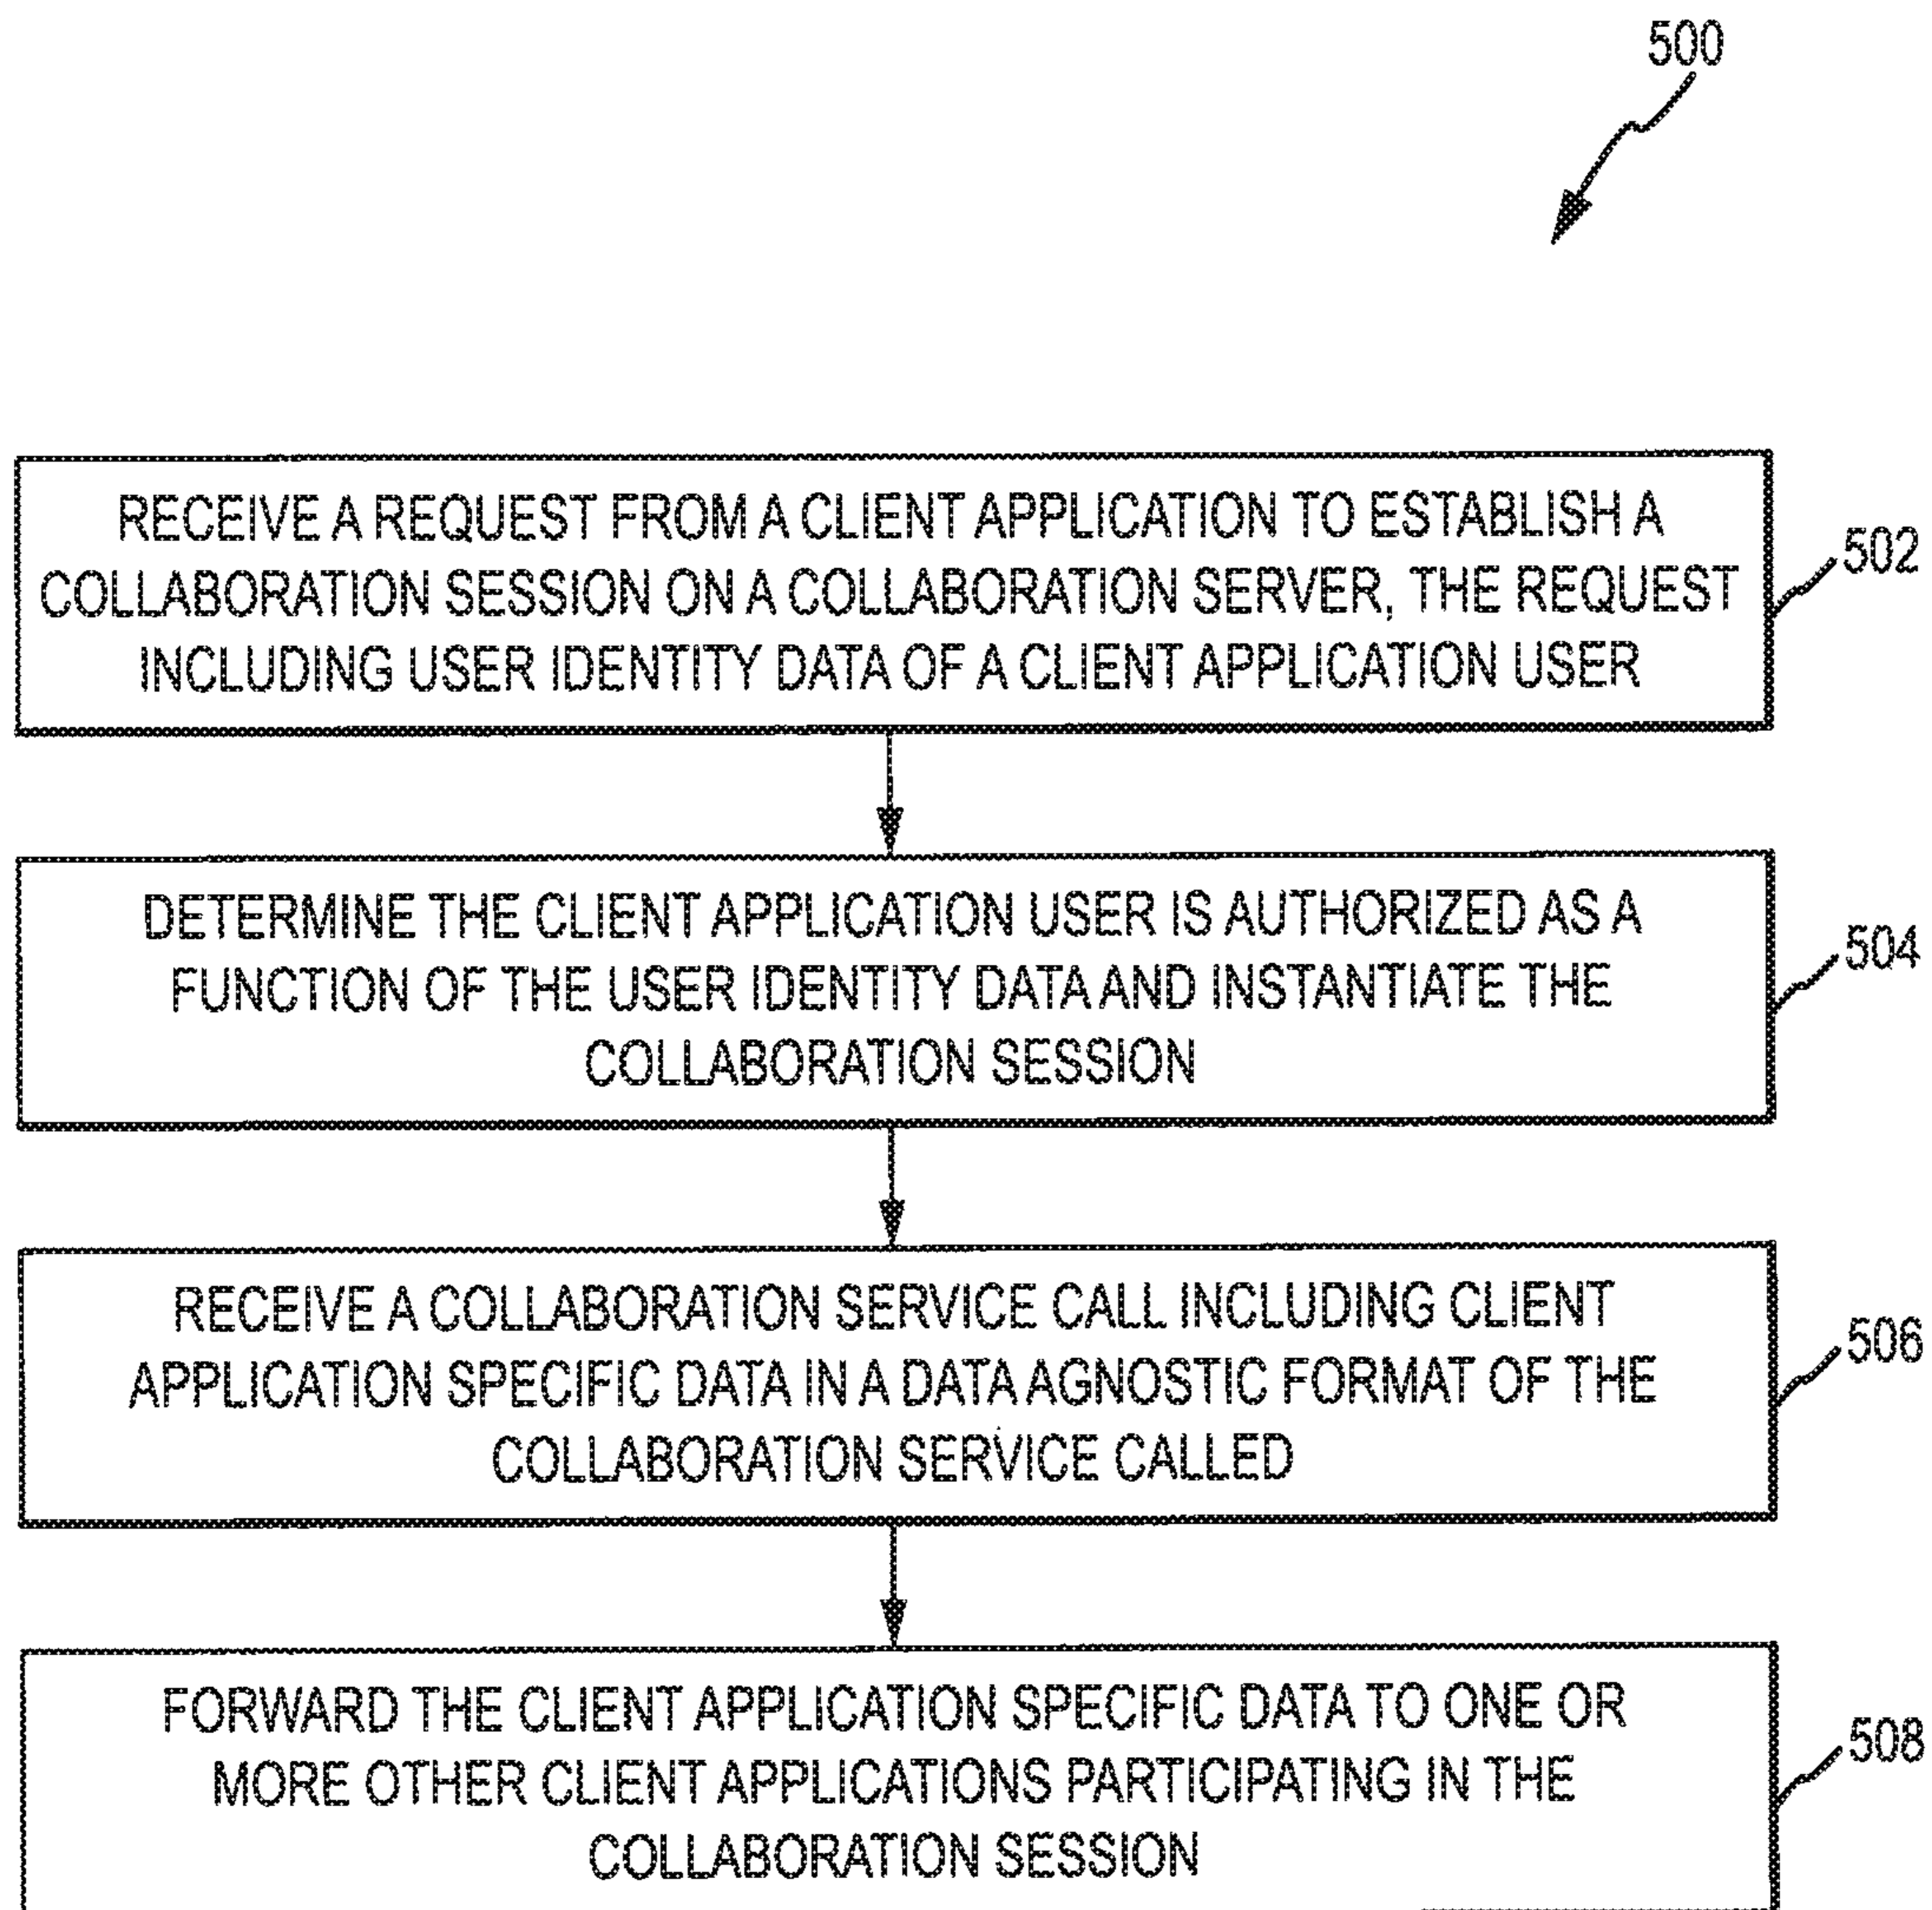 500
RECEIVE A REQUEST FROM A CLIENT APPLICATION TO ESTABLISH A
COLLABORATION SESSION ON A COLLABORATION SERVER, THE REQUEST
INCLUDING USER IDENTITY DATA OF A CLIENT APPLICATION USER
502
DETERMINE THE CLIENT APPLICATION USER IS AUTHORIZED AS A
FUNCTION OF THE USER IDENTITY DATA AND INSTANTIATE THE
COLLABORATION SESSION
504
RECEIVE A COLLABORATION SERVICE CALL INCLUDING CLIENT
APPLICATION SPECIFIC DATA IN A DATA AGNOSTIC FORMAT OF THE
COLLABORATION SERVICE CALLED
506
FORWARD THE CLIENT APPLICATION SPECIFIC DATA TO ONE OR
MORE OTHER CLIENT APPLICATIONS PARTICIPATING IN THE
COLLABORATION SESSION
508